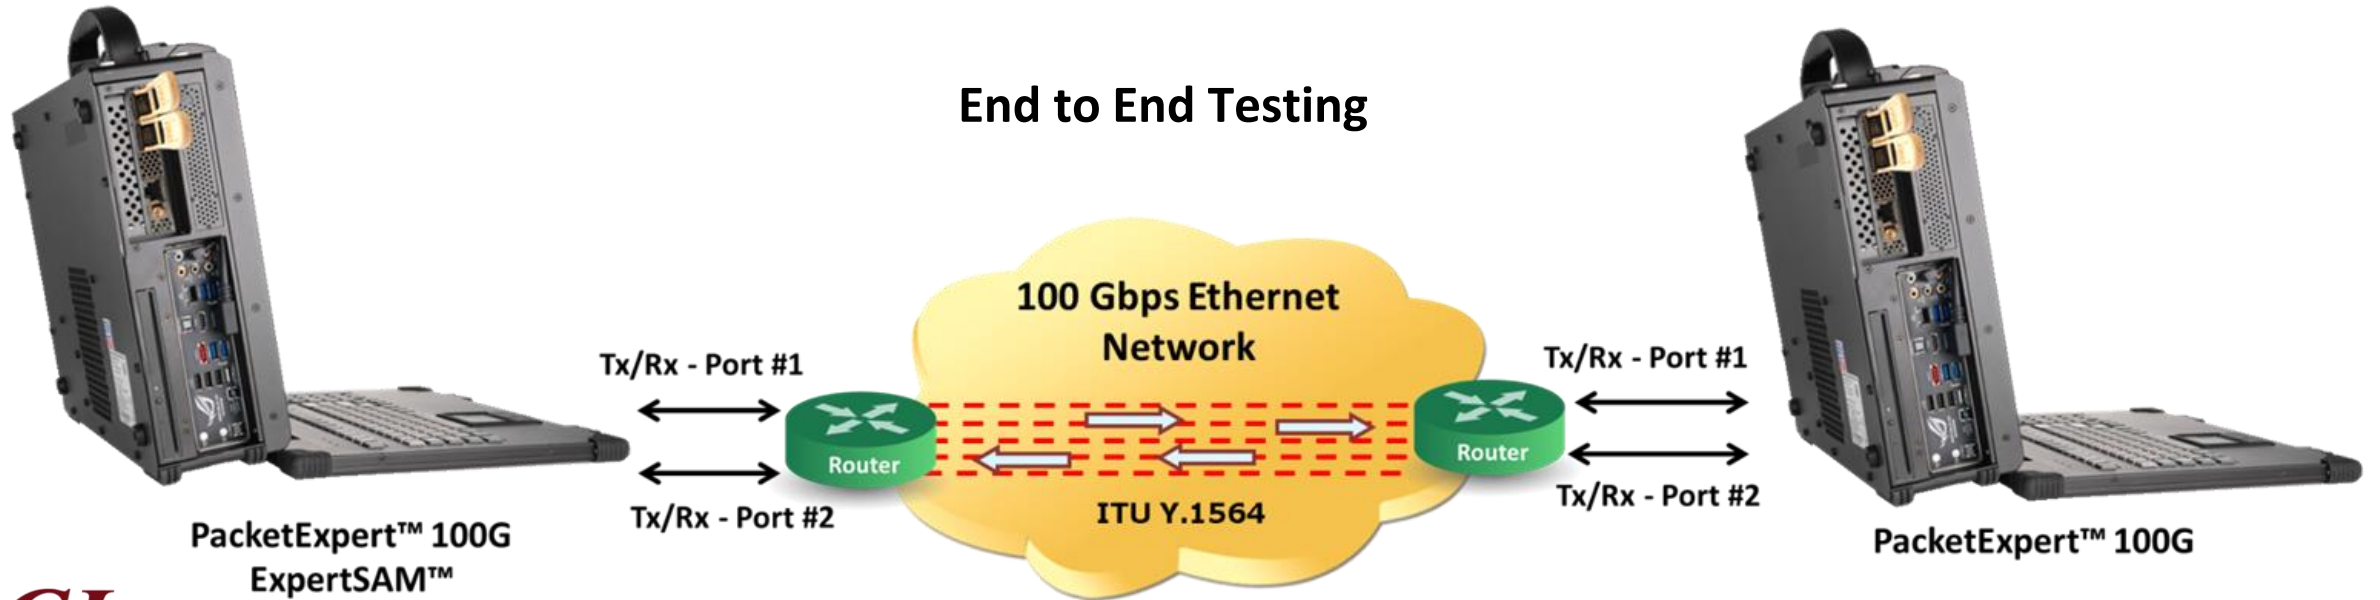 End to End Testing
100 Gbps Ethernet
Network
Tx/Rx - Port #1
Tx/Rx - Port #1
Router
Router
Tx/Rx - Port #2
Tx/Rx - Port #2
ITU Y.1564
PacketExpert™ 100G
ExpertSAM™
PacketExpert™ 100G